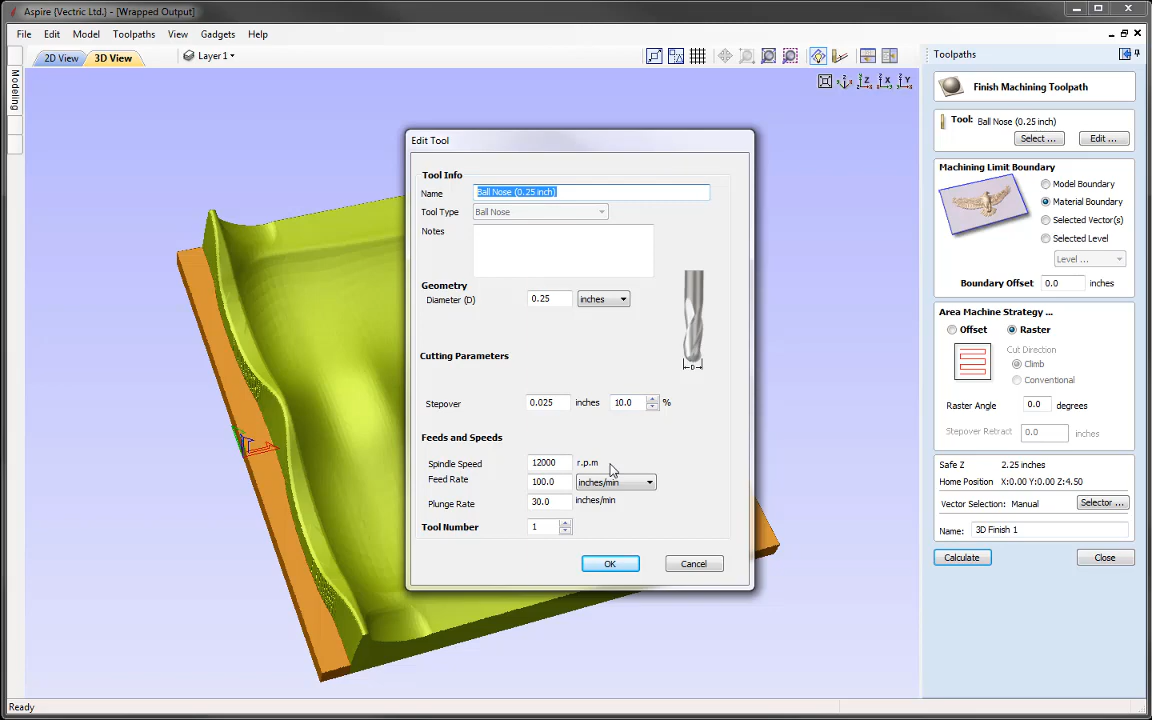 Aspire (Vectric Ltd.) - [Wrapped Output]
File Edit Model Toolpaths View Gadgets Help
2D View 3D View Layer1
Modeling
Edit Tool
Tool Info
Name Ball Nose (0.25 inch)
Tool Type Ball Nose
Notes
Geometry
Diameter (D) 0.25 inches
D
Cutting Parameters
Stepover 0.025 inches 10.0 %
Feeds and Speeds
Spindle Speed 12000 r.p.m
Feed Rate 100.0 inches/min
Plunge Rate 30.0 inches/min
Tool Number 1
OK Cancel
Toolpaths
Finish Machining Toolpath
Tool: Ball Nose (0.25 inch)
Select ... Edit ...
Machining Limit Boundary
Model Boundary
Material Boundary
Selected Vector(s)
Selected Level
Level ...
Boundary Offset 0.0 inches
Area Machine Strategy ...
Offset Raster
Cut Direction
Climb
Conventional
Raster Angle 0.0 degrees
Stepover Retract 0.0 inches
Safe Z 2.25 inches
Home Position X:0.00 Y:0.00 Z:4.50
Vector Selection: Manual Selector ...
Name: 3D Finish 1
Calculate Close
Ready